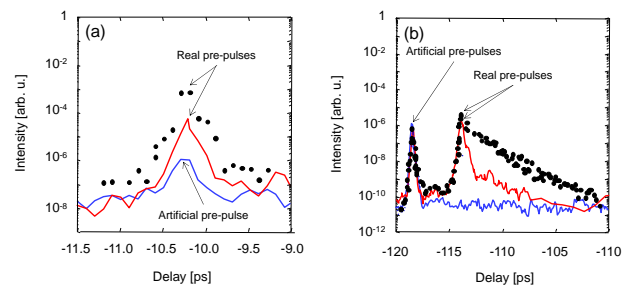 (a)
Intensity [arb. u.]
1
10-2
10-4
10-6
10-8
Real pre-pulses
Artificial pre-pulse
-11.5 -11.0 -10.5 -10.0 -9.5 -9.0
Delay [ps]
(b)
Intensity [arb. u.]
1
10-2
10-4
10-6
10-8
10-10
10-12
Artificial pre-pulses
Real pre-pulses
-120 -115 -110 -105 -110
Delay [ps]